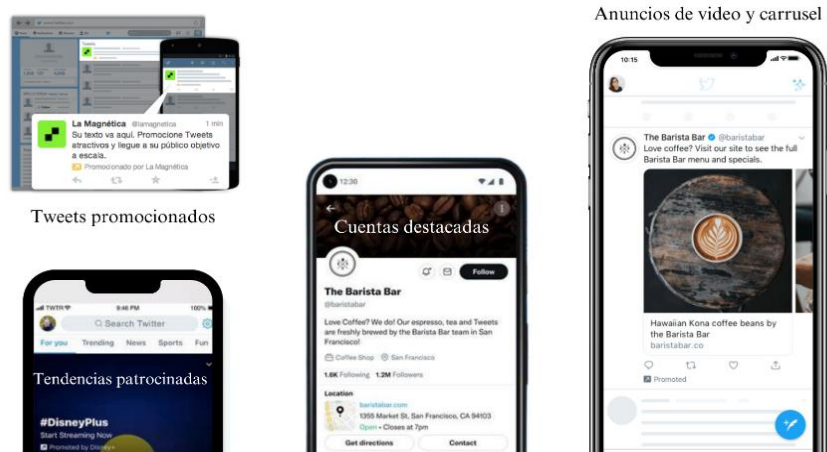 Anuncios de video y carrusel
La Magnética @lamagnetica 1 min
Su texto va aquí. Promocione Tweets
atractivos y llegue a su público objetivo
a escala.
Promocionado por La Magnética
Tweets promocionados
TWTR 9:46 PM 100%
Search Twitter
For you Trending News Sports Fun
Tendencias patrocinadas
#DisneyPlus
Start Streaming Now
Promoted by Disney+
12:36
Cuentas destacadas
Follow
The Barista Bar
@baristabar
Love Coffee? We do! Our espresso, tea and Tweets
are freshly brewed by the Barista Bar team in San
Francisco!
Coffee Shop San Francisco
1.6K Following 1.2M Followers
Location
baristabar.com
1355 Market St, San Francisco, CA 94103
Open • Closes at 7pm
Get directions Contact
10:15
The Barista Bar @baristabar
Love coffee? Visit our site to see the full
Barista Bar menu and specials.
Hawaiian Kona coffee beans by
the Barista Bar
baristabar.co
Promoted